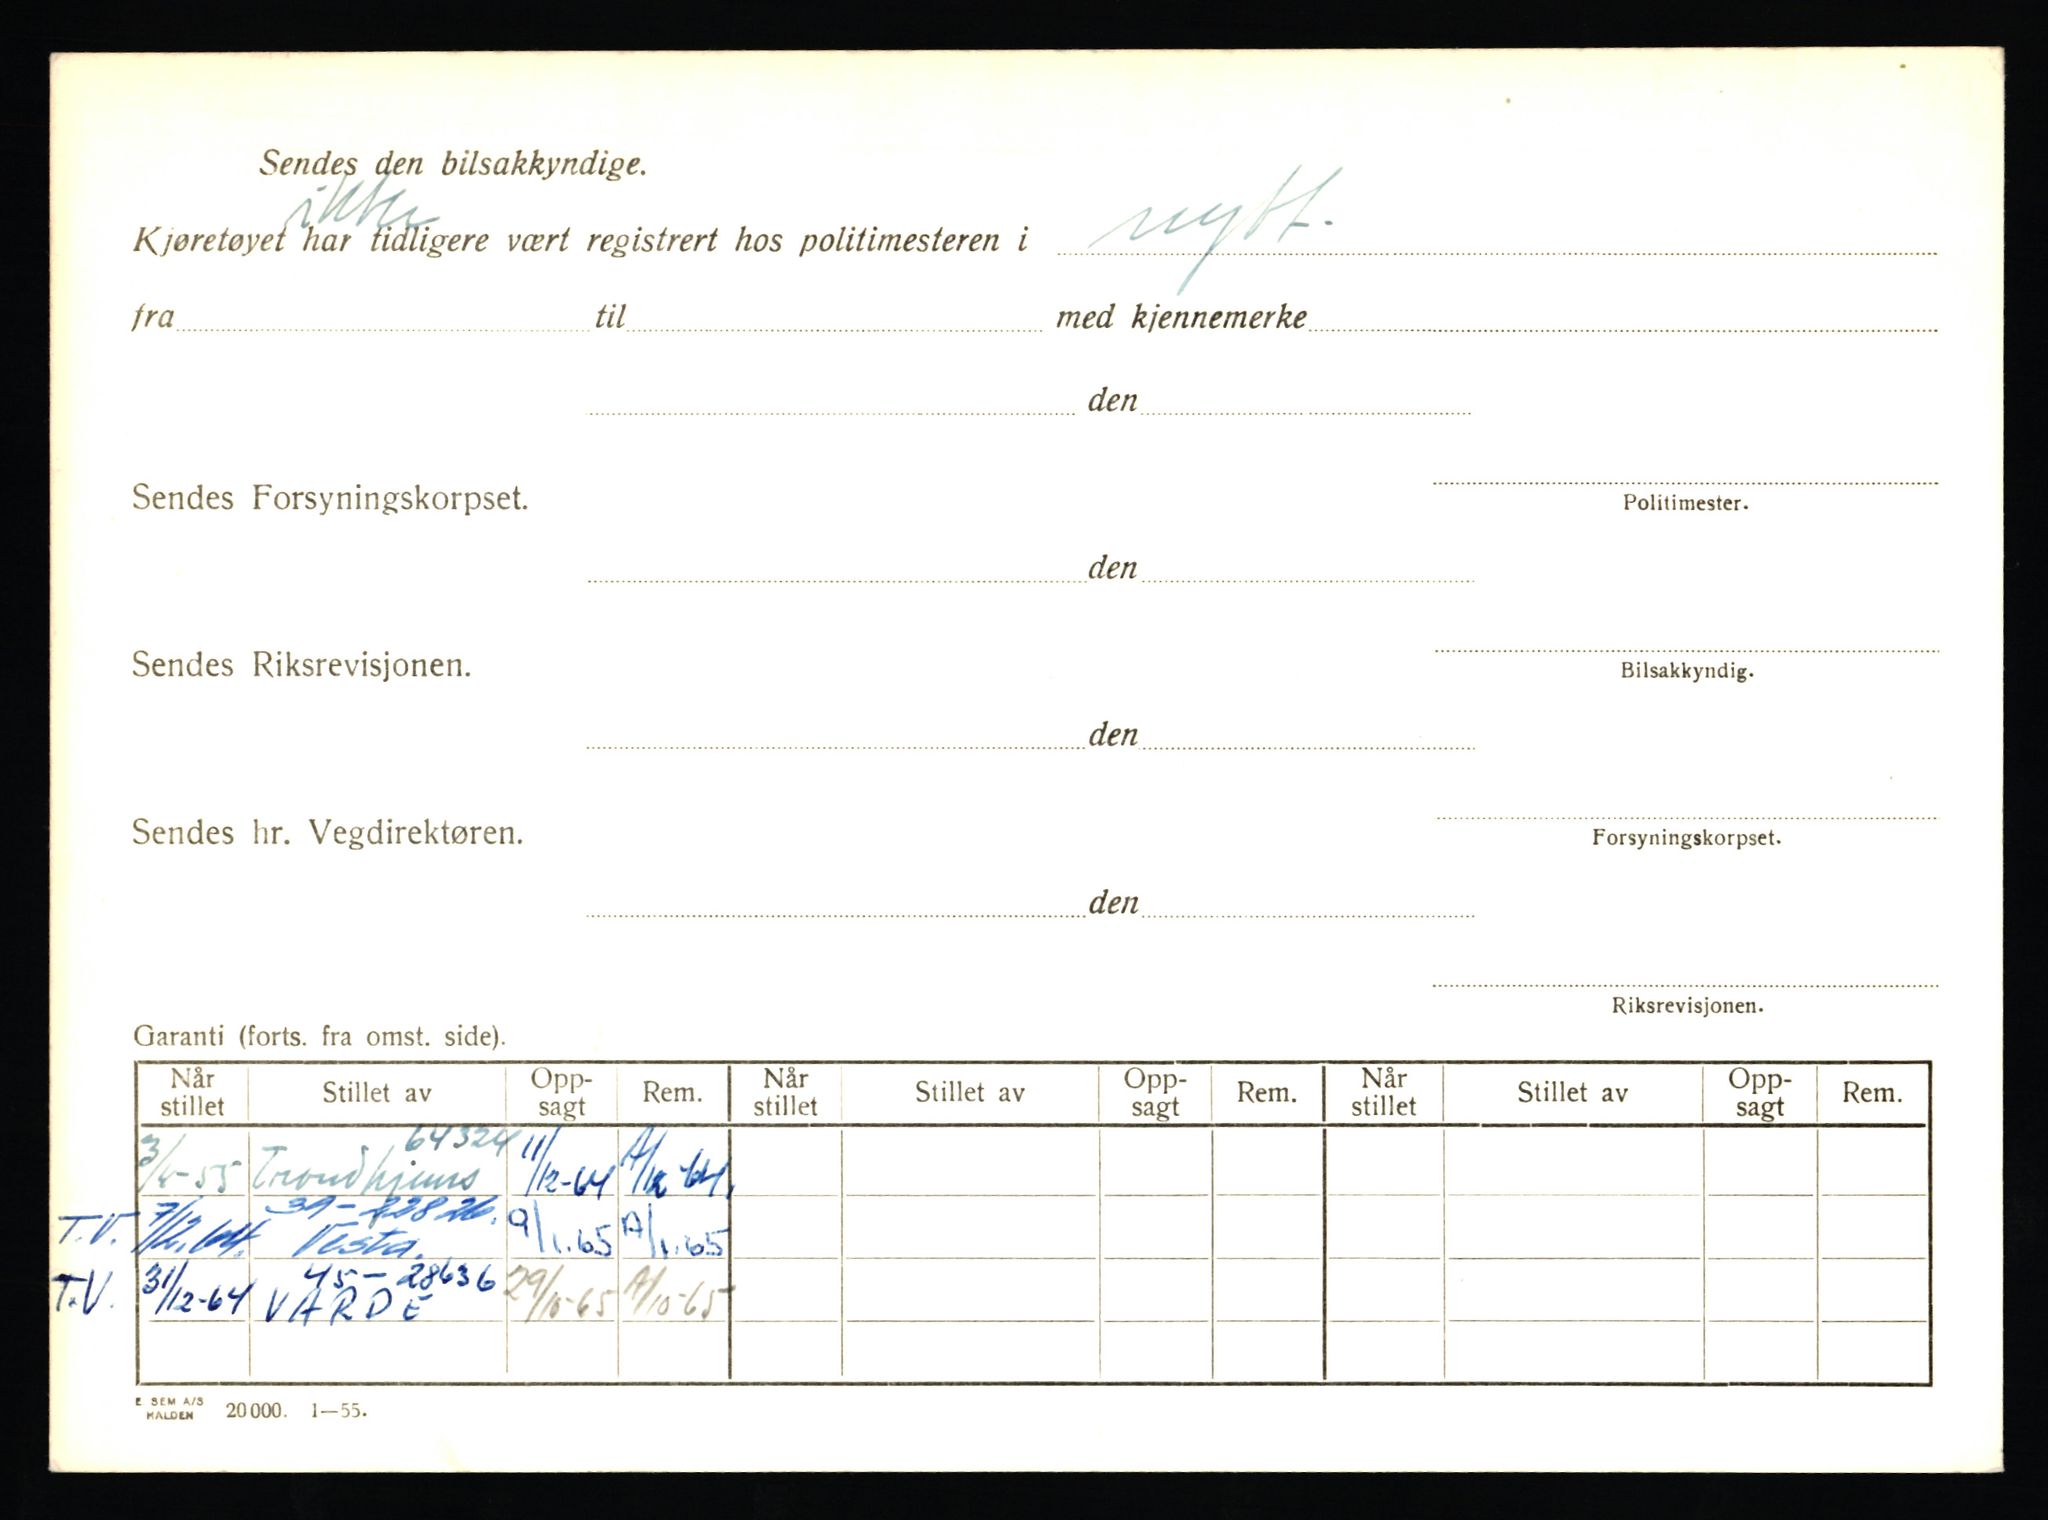 Sendes den bilsakkyndige.
ikke
Kjøretøyet har tidligere vært registrert hos politimesteren i nytt.
fra til med kjennemerke
den
Sendes Forsyningskorpset.
Politimester.
den
Sendes Riksrevisjonen.
Bilsakkyndig.
den
Sendes hr. Vegdirektøren.
Forsyningskorpset.
den
Riksrevisjonen.
Garanti (forts. fra omst. side).
Når stillet Stillet av Opp-sagt Rem. Når stillet Stillet av Opp-sagt Rem. Når stillet Stillet av Opp-sagt Rem.
64324
Trondhjems 11/12-64 A/12-64.
T.V. 7/12.64. Vesta. 9/1.65 A/1.65
45-28636
T.V. 31/12-64 VARDE 29/10-65 A/10-65
E. SEM A/S
HALDEN 20000. 1—55.